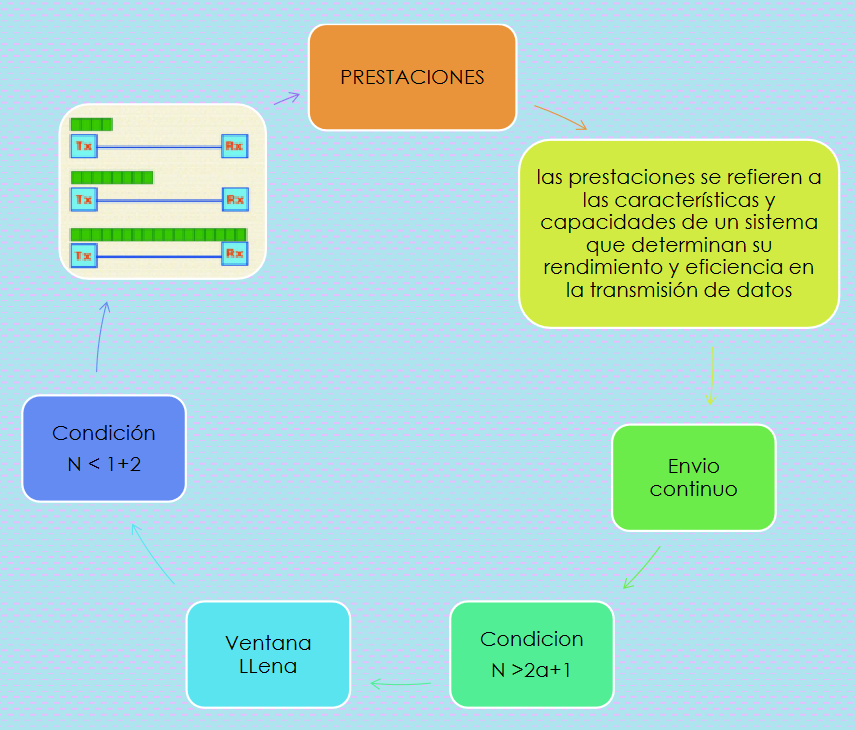 PRESTACIONES
las prestaciones se refieren a
las características y
capacidades de un sistema
que determinan su
rendimiento y eficiencia en
la transmisión de datos
Envio
continuo
Condicion
N >2a+1
Ventana
LLena
Condición
N < 1+2
Tx Rx
Tx Rx
Tx Rx